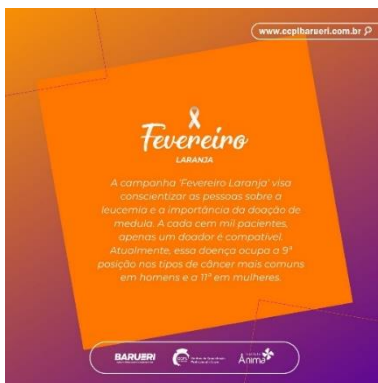 www.ccplbarueri.com.br
Fevereiro
LARANJA
A campanha 'Fevereiro Laranja' visa
conscientizar as pessoas sobre a
leucemia e a importância da doação de
medula. A cada cem mil pacientes,
apenas um doador é compatível.
Atualmente, essa doença ocupa a 9ª
posição nos tipos de câncer mais comuns
em homens e a 11ª em mulheres.
BARUERI
Ânima